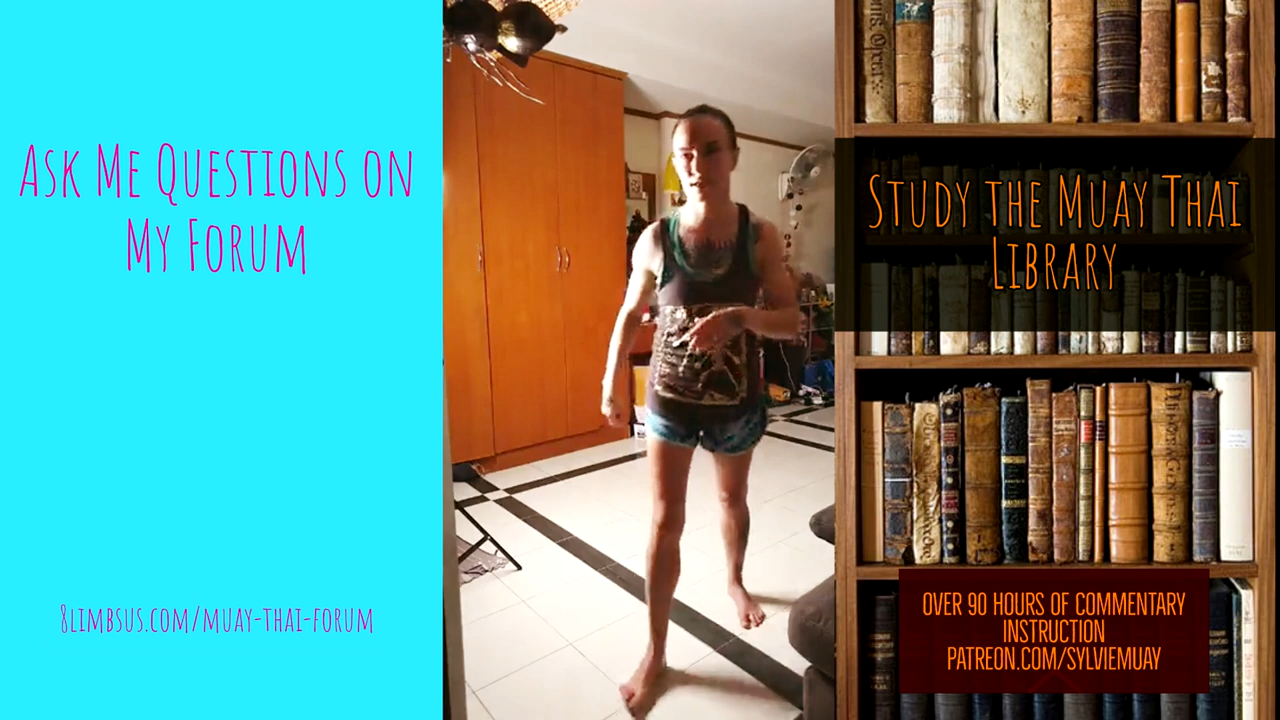 Ask Me Questions on
My Forum
8limbsus.com/muay-thai-forum
Study the Muay Thai
Library
Over 90 hours of commentary
instruction
patreon.com/sylviemuay